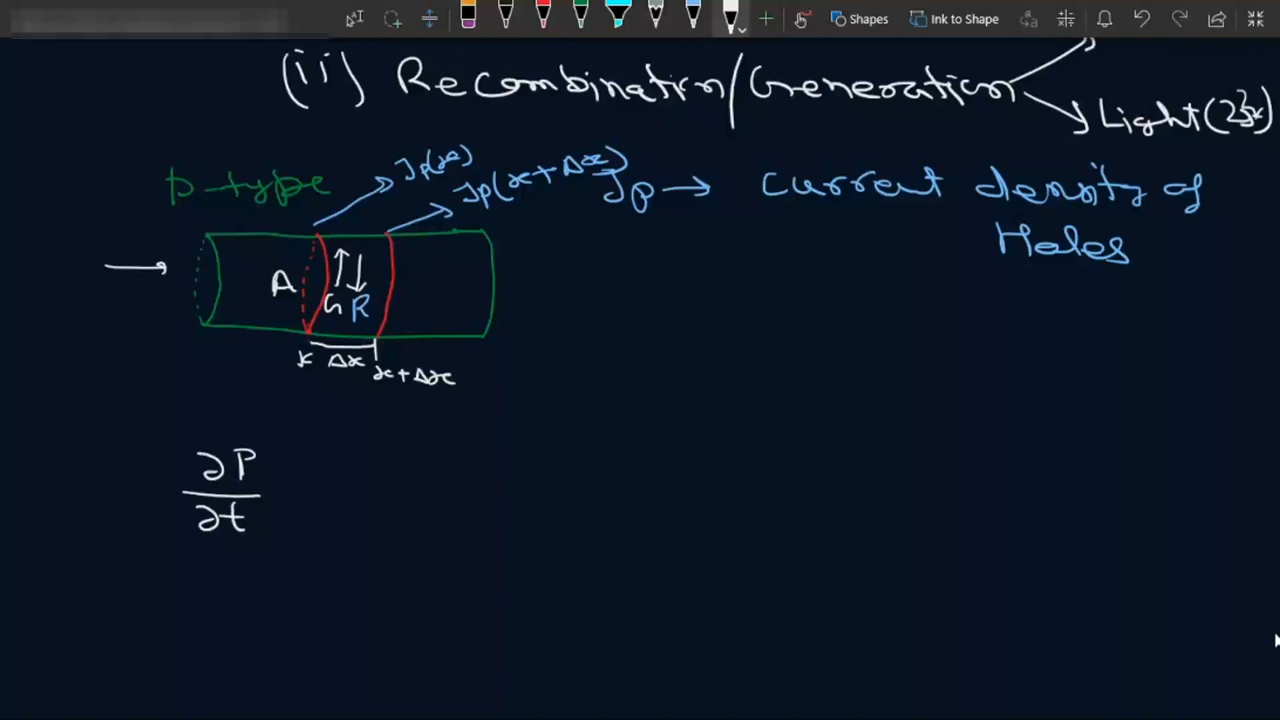 Shapes
Ink to Shape
(ii) Recombination/Generation
Light(2)
p-type
Jp(x)
Jp(x+Δx)
Jp → current density of
Holes
A
G R
x Δx x+Δx
∂P
∂t